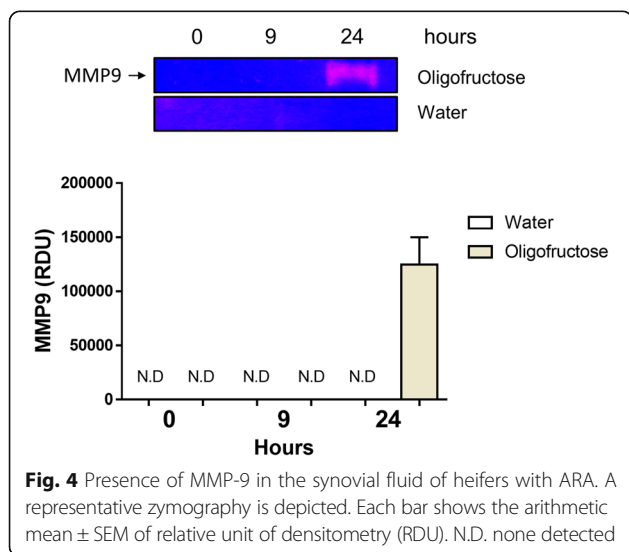 0 9 24 hours
MMP9 → Oligofructose
Water
200000
150000
100000
50000
0
MMP9 (RDU)
N.D N.D N.D N.D N.D
0 9 24
Hours
Water
Oligofructose
Fig. 4 Presence of MMP-9 in the synovial fluid of heifers with ARA. A
representative zymography is depicted. Each bar shows the arithmetic
mean ± SEM of relative unit of densitometry (RDU). N.D. none detected